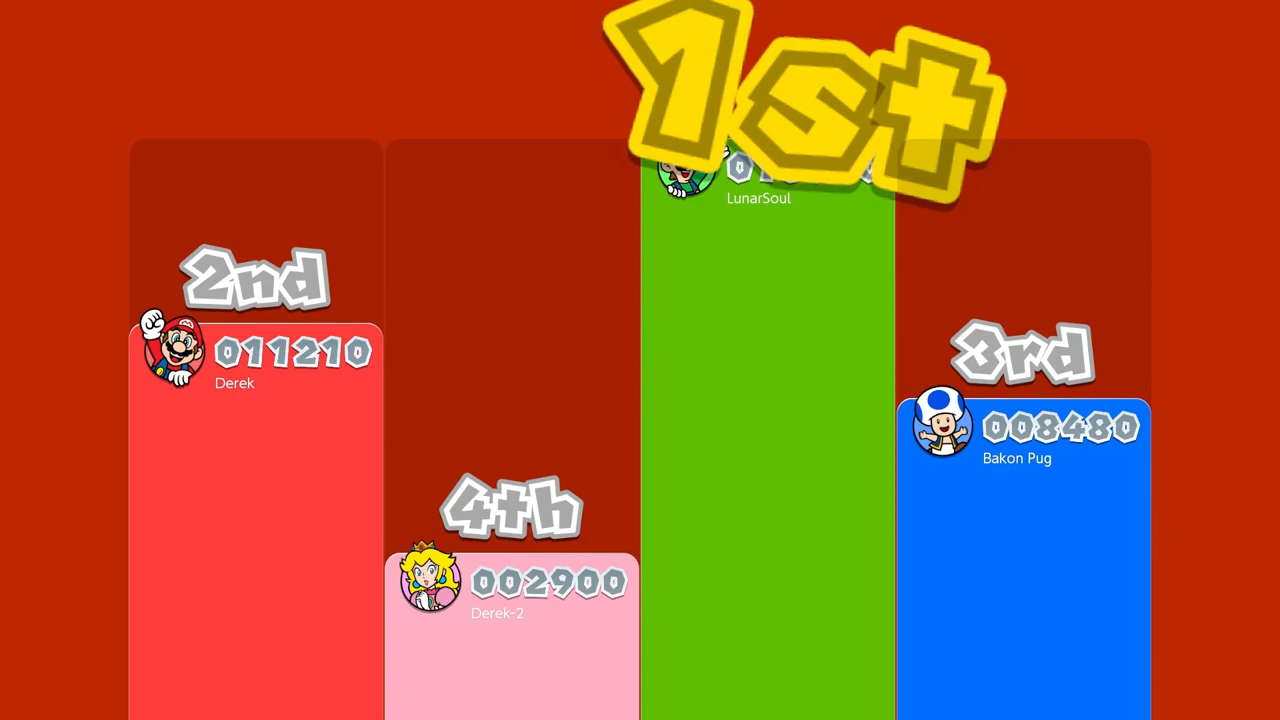 1st
LunarSoul
2nd
011210
Derek
3rd
008480
Bakon Pug
4th
002900
Derek-2